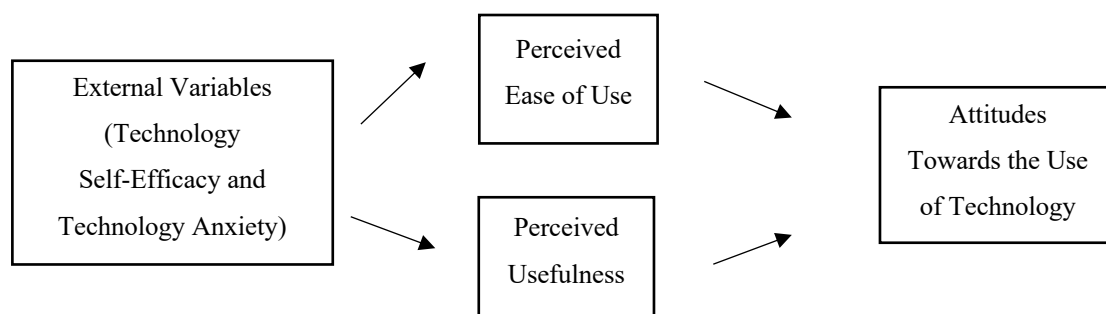 External Variables
(Technology
Self-Efficacy and
Technology Anxiety)
Perceived
Ease of Use
Perceived
Usefulness
Attitudes
Towards the Use
of Technology